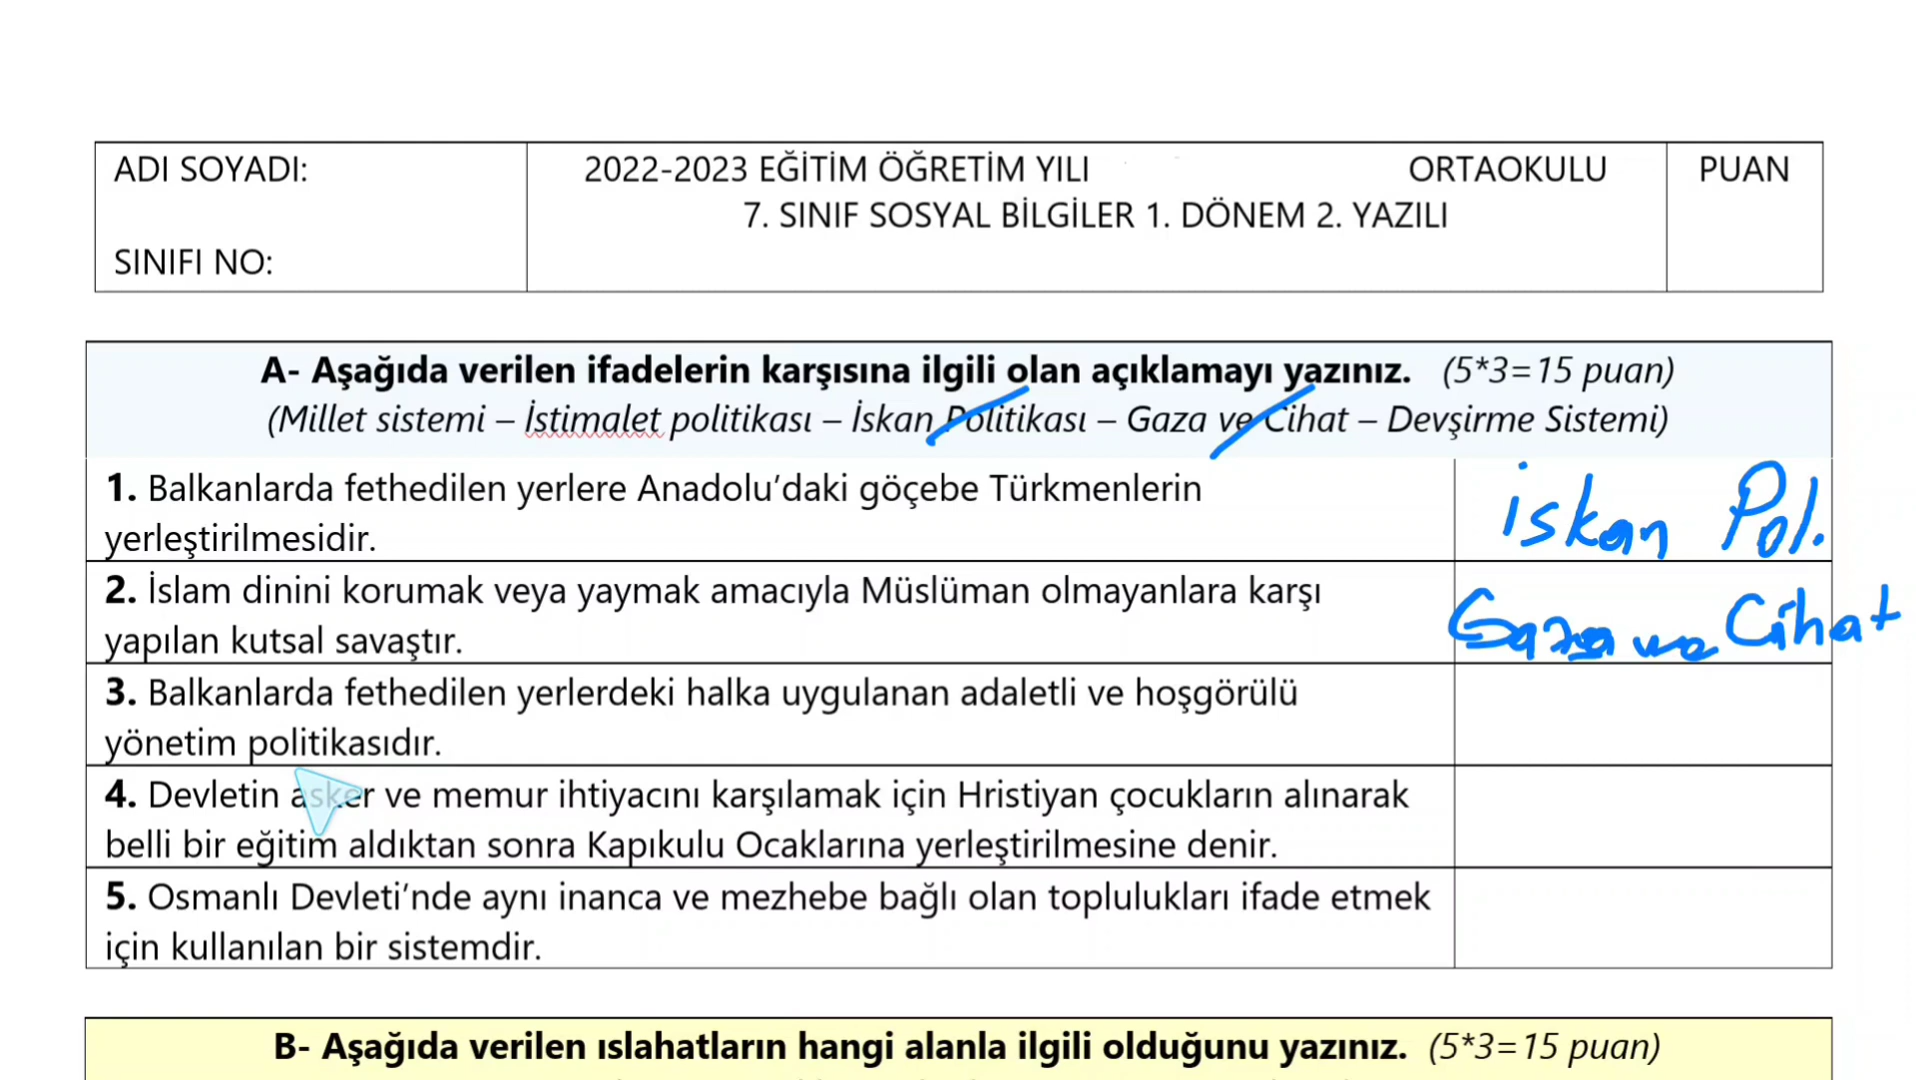 ADI SOYADI:
2022-2023 EĞİTİM ÖĞRETİM YILI ORTAOKULU
PUAN
7. SINIF SOSYAL BİLGİLER 1. DÖNEM 2. YAZILI
SINIFI NO:
A- Aşağıda verilen ifadelerin karşısına ilgili olan açıklamayı yazınız. (5*3=15 puan)
(Millet sistemi – İstimalet politikası – İskan Politikası – Gaza ve Cihat – Devşirme Sistemi)
1. Balkanlarda fethedilen yerlere Anadolu’daki göçebe Türkmenlerin
yerleştirilmesidir.
iskan Pol.
2. İslam dinini korumak veya yaymak amacıyla Müslüman olmayanlara karşı
yapılan kutsal savaştır.
Gaza ve Cihat
3. Balkanlarda fethedilen yerlerdeki halka uygulanan adaletli ve hoşgörülü
yönetim politikasıdır.
4. Devletin asker ve memur ihtiyacını karşılamak için Hristiyan çocukların alınarak
belli bir eğitim aldıktan sonra Kapıkulu Ocaklarına yerleştirilmesine denir.
5. Osmanlı Devleti’nde aynı inanca ve mezhebe bağlı olan toplulukları ifade etmek
için kullanılan bir sistemdir.
B- Aşağıda verilen ıslahatların hangi alanla ilgili olduğunu yazınız. (5*3=15 puan)